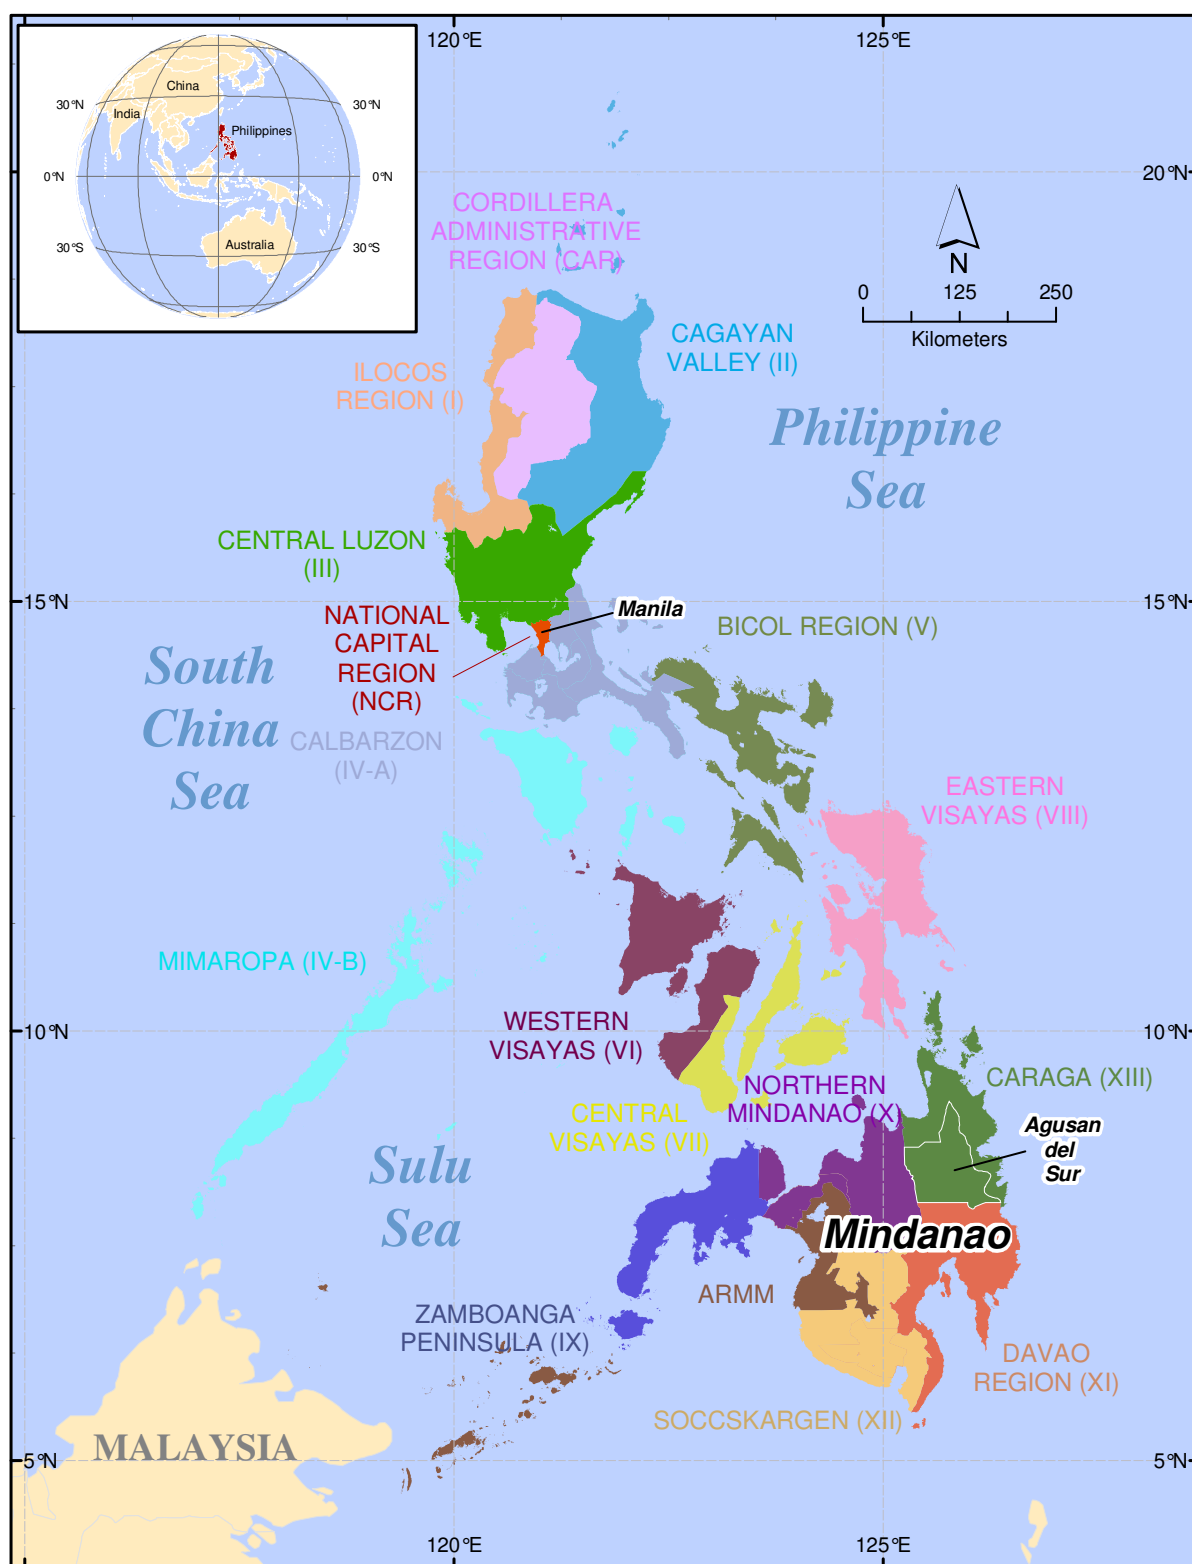 120°E
125°E
30°N
China
30°N
India
Philippines
0°N
0°N
30°S
Australia
30°S
20°N
CORDILLERA
ADMINISTRATIVE
REGION (CAR)
N
0
125
250
Kilometers
CAGAYAN
VALLEY (II)
ILOCOS
REGION (I)
Philippine
Sea
CENTRAL LUZON
(III)
15°N
Manila
15°N
NATIONAL
CAPITAL
REGION
(NCR)
BICOL REGION (V)
South
China
Sea
CALBARZON
(IV-A)
EASTERN
VISAYAS (VIII)
MIMAROPA (IV-B)
WESTERN
VISAYAS (VI)
10°N
10°N
NORTHERN
MINDANAO (X)
CARAGA (XIII)
CENTRAL
VISAYAS (VII)
Agusan
del
Sur
Sulu
Sea
Mindanao
ARMM
ZAMBOANGA
PENINSULA (IX)
DAVAO
REGION (XI)
SOCCSKARGEN (XII)
MALAYSIA
5°N
5°N
120°E
125°E